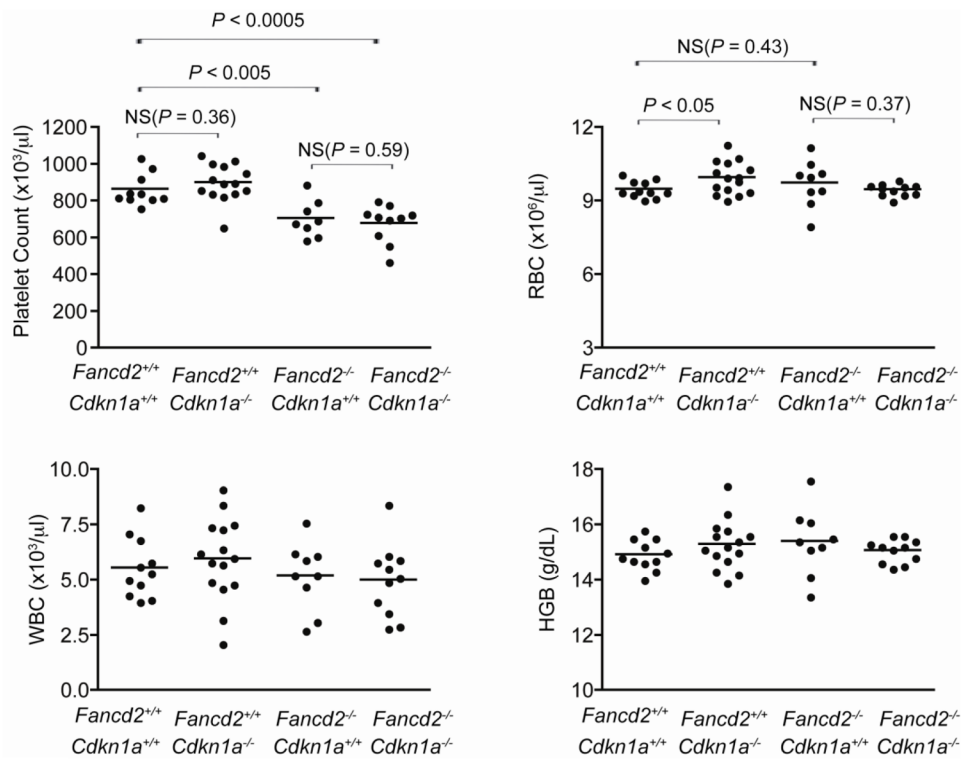 P < 0.0005
P < 0.005
NS(P = 0.36)
NS(P = 0.59)
Platelet Count (x10³/μl)
1200
1000
800
600
400
200
0
Fancd2+/+ Fancd2+/+ Fancd2-/- Fancd2-/-
Cdkn1a+/+ Cdkn1a-/- Cdkn1a+/+ Cdkn1a-/-
NS(P = 0.43)
P < 0.05
NS(P = 0.37)
RBC (x10⁶/μl)
12
9
6
3
Fancd2+/+ Fancd2+/+ Fancd2-/- Fancd2-/-
Cdkn1a+/+ Cdkn1a-/- Cdkn1a+/+ Cdkn1a-/-
WBC (x10³/μl)
10.0
7.5
5.0
2.5
0.0
Fancd2+/+ Fancd2+/+ Fancd2-/- Fancd2-/-
Cdkn1a+/+ Cdkn1a-/- Cdkn1a+/+ Cdkn1a-/-
HGB (g/dL)
18
16
14
12
10
Fancd2+/+ Fancd2+/+ Fancd2-/- Fancd2-/-
Cdkn1a+/+ Cdkn1a-/- Cdkn1a+/+ Cdkn1a-/-